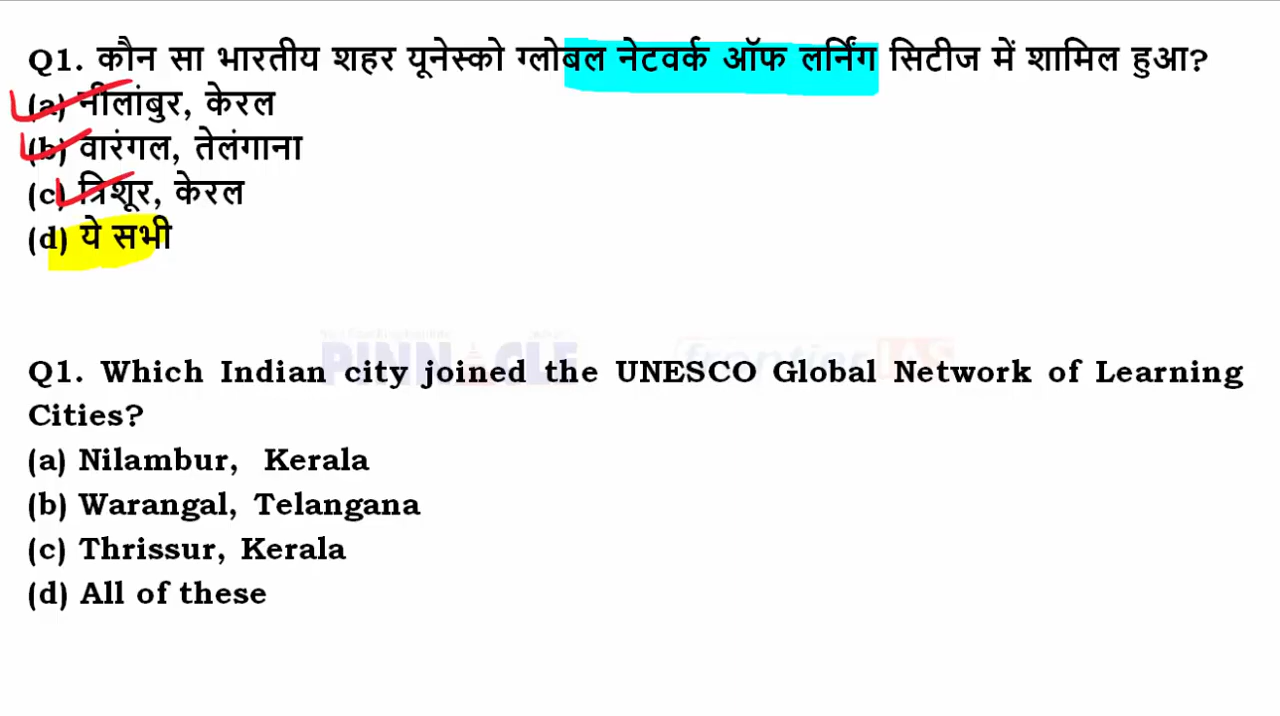 Q1. कौन सा भारतीय शहर यूनेस्को ग्लोबल नेटवर्क ऑफ लर्निंग सिटीज में शामिल हुआ?
(a) नीलांबुर, केरल
(b) वारंगल, तेलंगाना
(c) त्रिशूर, केरल
(d) ये सभी
PINNACLE
Q1. Which Indian city joined the UNESCO Global Network of Learning
Cities?
(a) Nilambur, Kerala
(b) Warangal, Telangana
(c) Thrissur, Kerala
(d) All of these